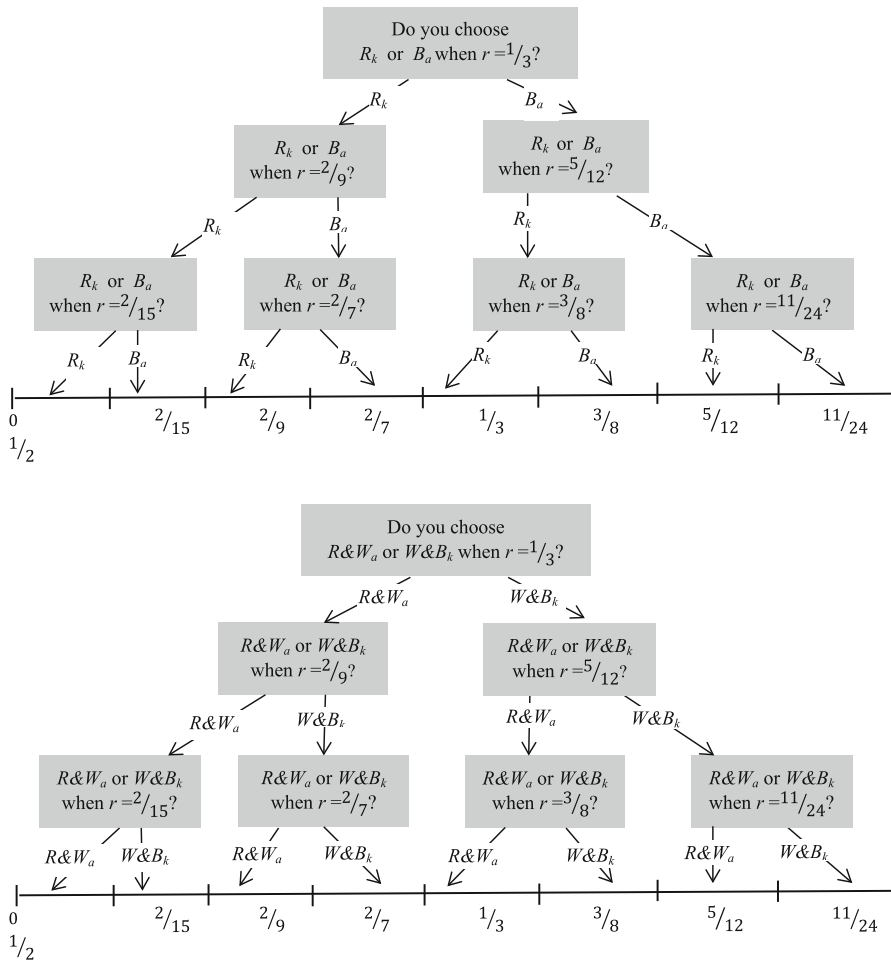 Do you choose
R_k or B_a when r = 1/3?
R_k
B_a
R_k or B_a
when r = 2/9?
R_k or B_a
when r = 5/12?
R_k
B_a
R_k
B_a
R_k or B_a
when r = 2/15?
R_k or B_a
when r = 2/7?
R_k or B_a
when r = 3/8?
R_k or B_a
when r = 11/24?
R_k
B_a
R_k
B_a
R_k
B_a
R_k
B_a
0 2/15 2/9 2/7 1/3 3/8 5/12 11/24
1/2
Do you choose
R&W_a or W&B_k when r = 1/3?
R&W_a
W&B_k
R&W_a or W&B_k
when r = 2/9?
R&W_a or W&B_k
when r = 5/12?
R&W_a
W&B_k
R&W_a
W&B_k
R&W_a or W&B_k
when r = 2/15?
R&W_a or W&B_k
when r = 2/7?
R&W_a or W&B_k
when r = 3/8?
R&W_a or W&B_k
when r = 11/24?
R&W_a
W&B_k
R&W_a
W&B_k
R&W_a
W&B_k
R&W_a
W&B_k
0 2/15 2/9 2/7 1/3 3/8 5/12 11/24
1/2